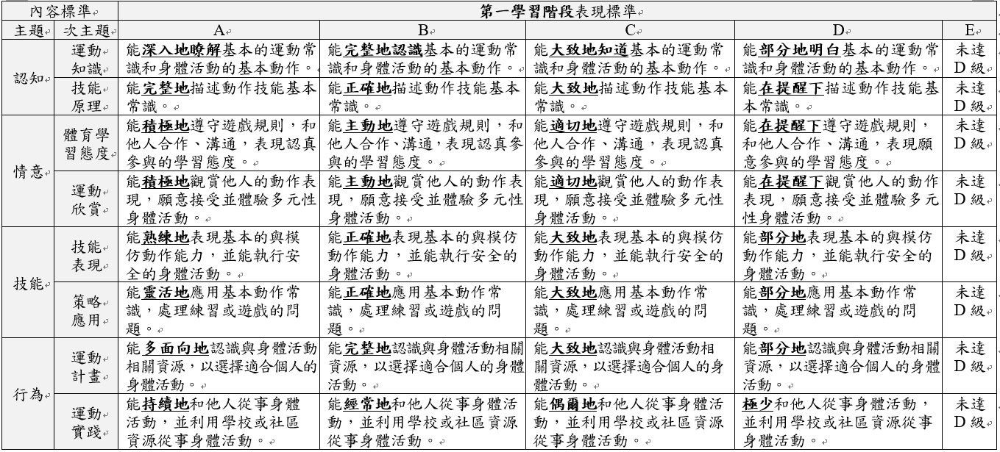 內容標準 第一學習階段表現標準
主題 次主題 A B C D E
認知
運動
知識
能深入地瞭解基本的運動常
識和身體活動的基本動作。
能完整地認識基本的運動常
識和身體活動的基本動作。
能大致地知道基本的運動常
識和身體活動的基本動作。
能部分地明白基本的運動常
識和身體活動的基本動作。
未達
D 級
技能
原理
能完整地描述動作技能基本
常識。
能正確地描述動作技能基本
常識。
能大致地描述動作技能基本
常識。
能在提醒下描述動作技能基
本常識。
未達
D 級
情意
體育學
習態度
能積極地遵守遊戲規則，和
他人合作、溝通，表現認真
參與的學習態度。
能主動地遵守遊戲規則，和
他人合作、溝通，表現認真參
與的學習態度。
能適切地遵守遊戲規則，和
他人合作、溝通，表現認真
參與的學習態度。
能在提醒下遵守遊戲規則，
和他人合作、溝通，表現願
意參與的學習態度。
未達
D 級
運動
欣賞
能積極地觀賞他人的動作表
現，願意接受並體驗多元性
身體活動。
能主動地觀賞他人的動作表
現，願意接受並體驗多元性
身體活動。
能適切地觀賞他人的動作表
現，願意接受並體驗多元性
身體活動。
能在提醒下觀賞他人的動作
表現，願意接受並體驗多元
性身體活動。
未達
D 級
技能
技能
表現
能熟練地表現基本的與模
仿動作能力，並能執行安
全的身體活動。
能正確地表現基本的與模仿
動作能力，並能執行安全的
身體活動。
能大致地表現基本的與模仿
動作能力，並能執行安全的
身體活動。
能部分地表現基本的與模仿
動作能力，並能執行安全的
身體活動。
未達
D 級
策略
應用
能靈活地應用基本動作常
識，處理練習或遊戲的問
題。
能正確地應用基本動作常
識，處理練習或遊戲的問
題。
能大致地應用基本動作常
識，處理練習或遊戲的問
題。
能部分地應用基本動作常
識，處理練習或遊戲的問
題。
未達
D 級
行為
運動
計畫
能多面向地認識與身體活動
相關資源，以選擇適合個人的
身體活動。
能完整地認識與身體活動相關
資源，以選擇適合個人的身體
活動。
能大致地認識與身體活動相
關資源，以選擇適合個人的身
體活動。
能部分地認識與身體活動相關
資源，以選擇適合個人的身體
活動。
未達
D 級
運動
實踐
能持續地和他人從事身體
活動，並利用學校或社區
資源從事身體活動。
能經常地和他人從事身體活
動，並利用學校或社區資源
從事身體活動。
能偶爾地和他人從事身體活
動，並利用學校或社區資源
從事身體活動。
極少和他人從事身體活動，
並利用學校或社區資源從事
身體活動。
未達
D 級